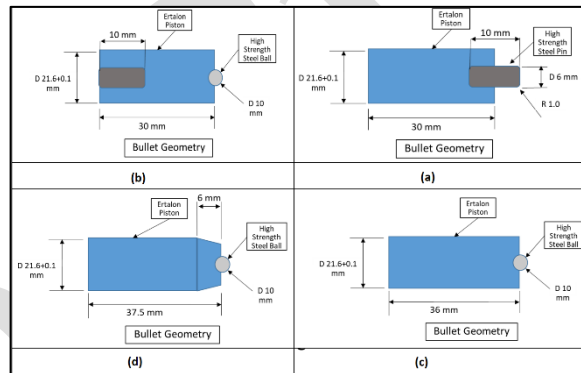 Ertalon
Piston
10 mm
High
Strength
Steel Ball
D 21.6+0.1
mm
D 10
mm
30 mm
Bullet Geometry
(b)
Ertalon
Piston
10 mm
High
Strength
Steel Pin
D 21.6+0.1
mm
D 6 mm
R 1.0
30 mm
Bullet Geometry
(a)
Ertalon
Piston
6 mm
High
Strength
Steel Ball
D 21.6+0.1
mm
D 10
mm
37.5 mm
Bullet Geometry
(d)
Ertalon
Piston
High
Strength
Steel Ball
D 21.6+0.1
mm
D 10
mm
36 mm
Bullet Geometry
(c)